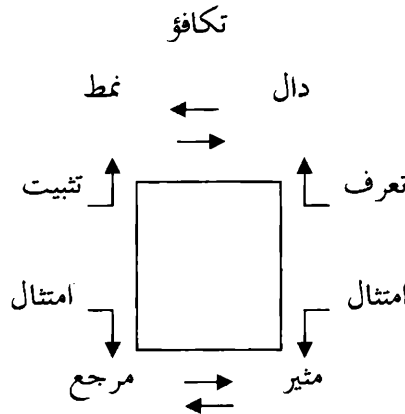 تكافؤ
دال نمط
تعرف تثبيت
امتثال امتثال
مثير مرجع